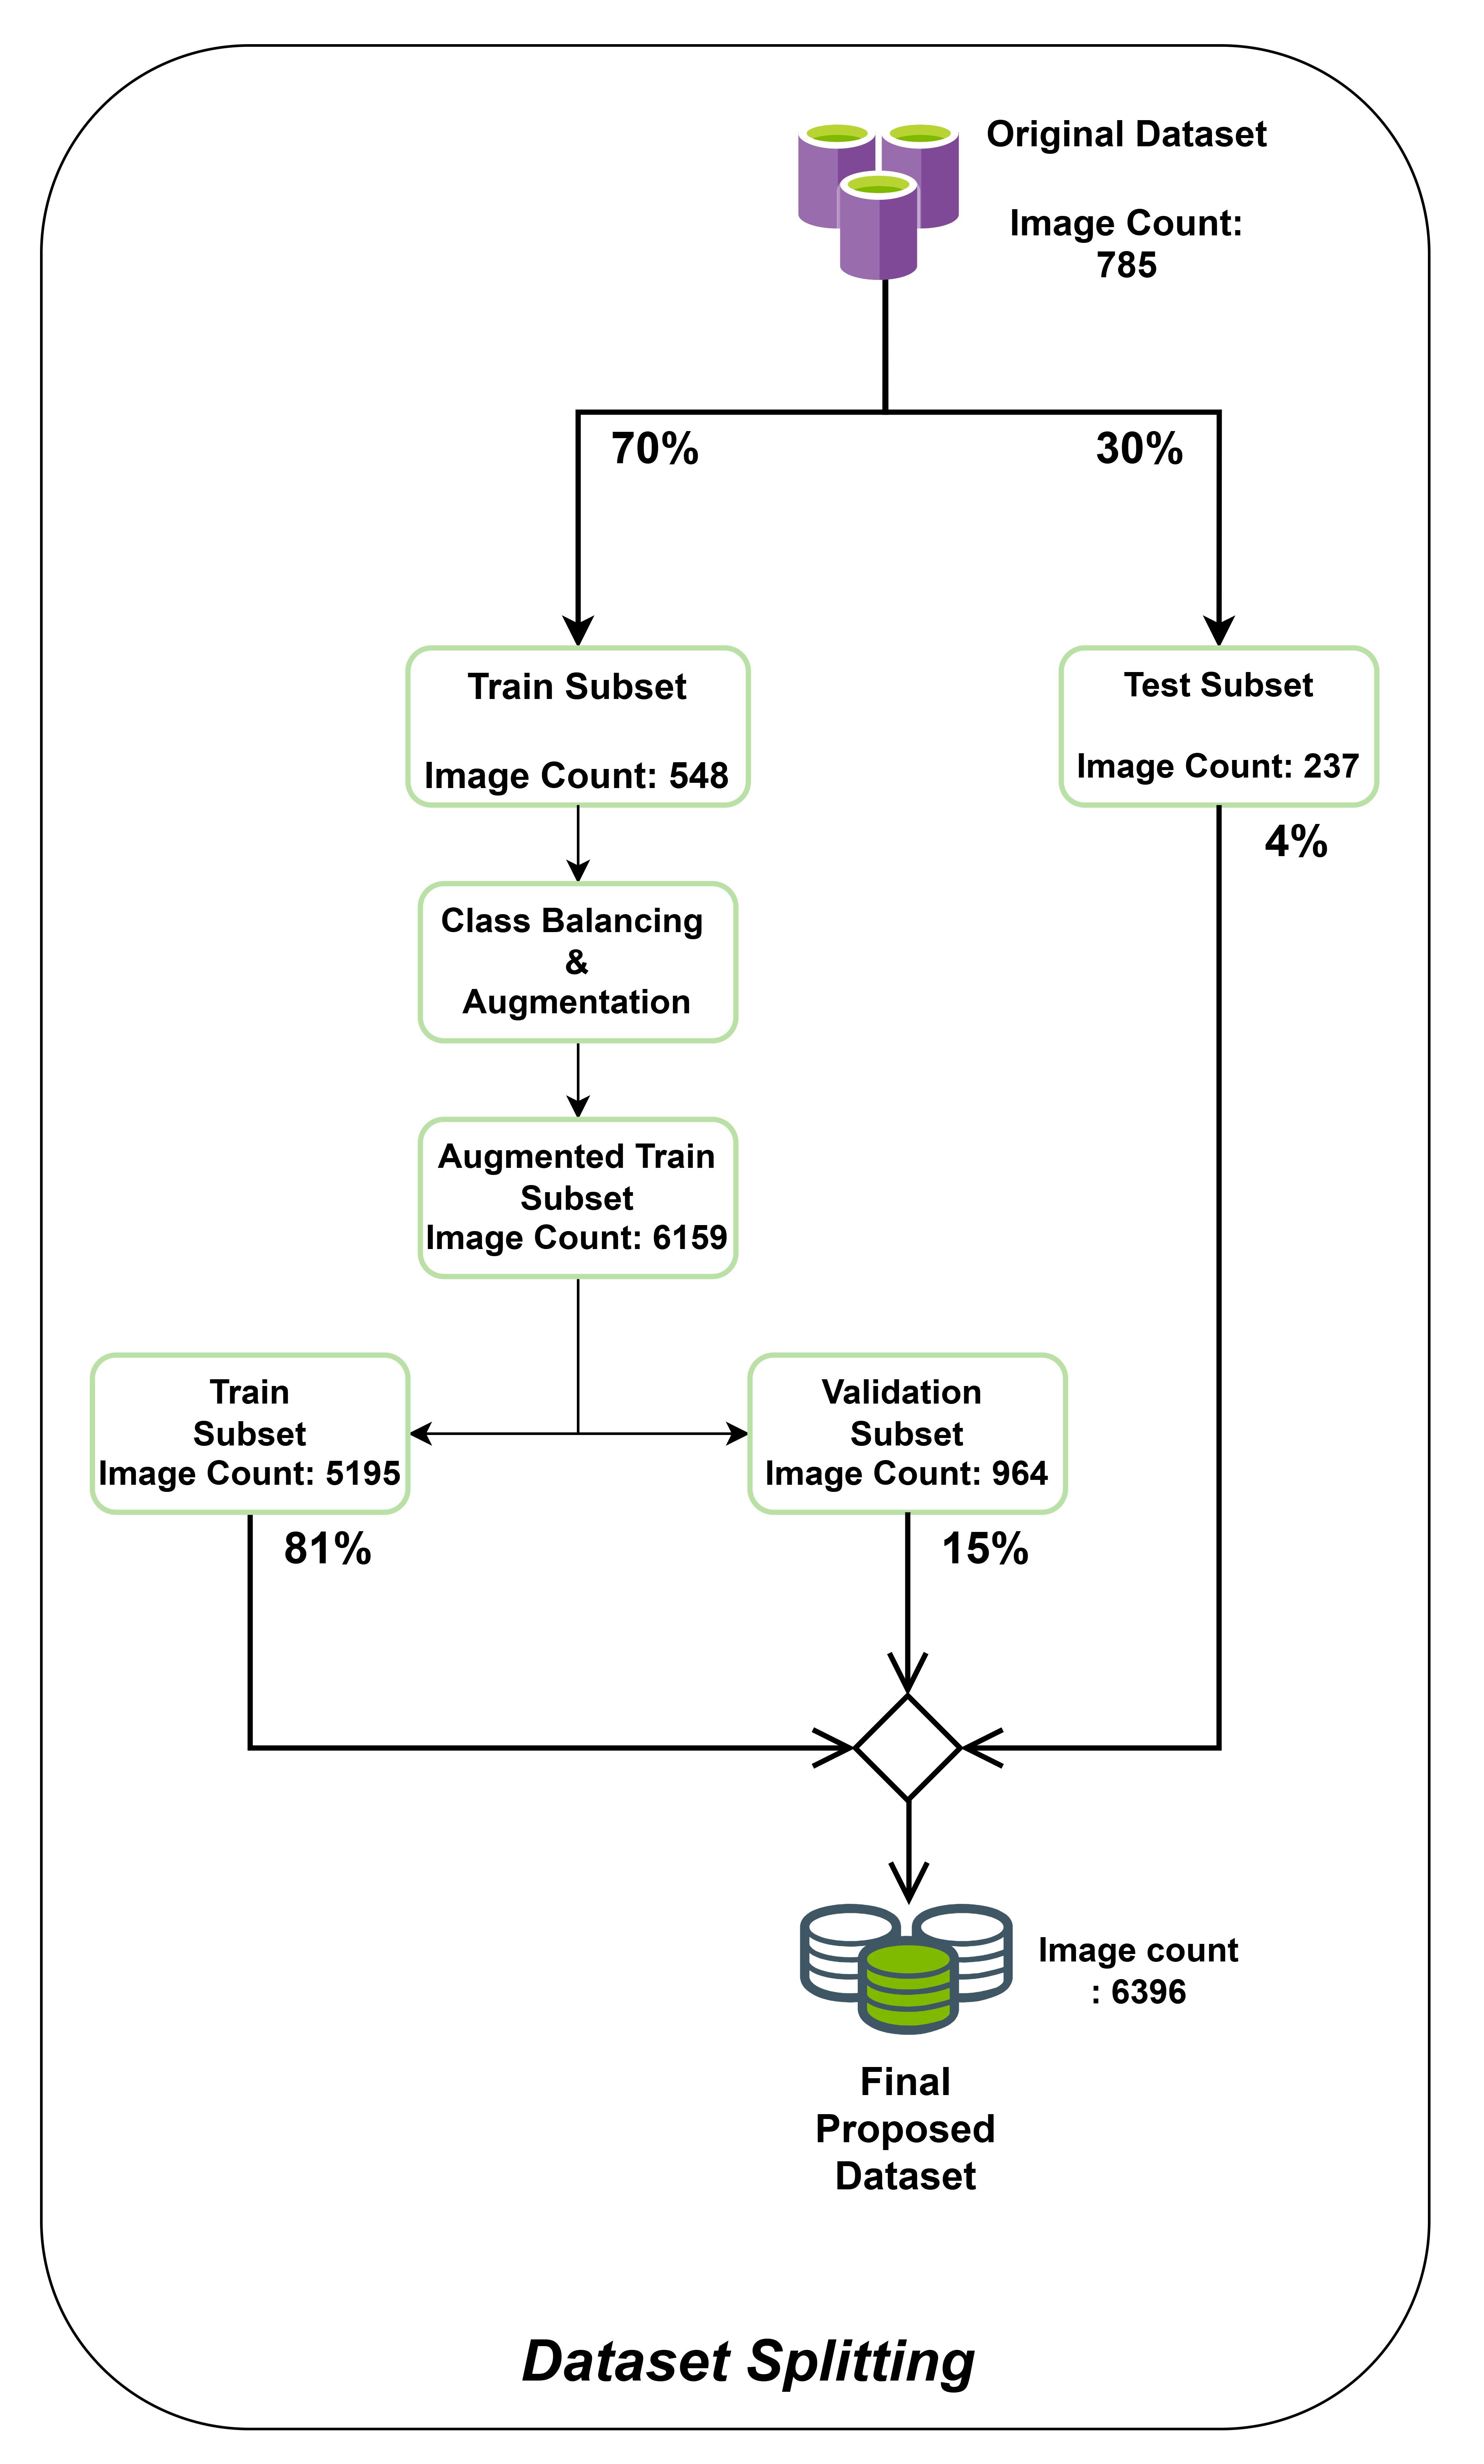 Original Dataset
Image Count:
785
70%
30%
Train Subset
Image Count: 548
Test Subset
Image Count: 237
4%
Class Balancing
&
Augmentation
Augmented Train
Subset
Image Count: 6159
Train
Subset
Image Count: 5195
Validation
Subset
Image Count: 964
81%
15%
Image count
: 6396
Final
Proposed
Dataset
Dataset Splitting